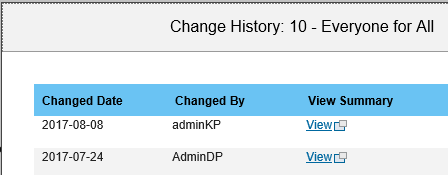 Change History: 10 - Everyone for All
Changed Date Changed By View Summary
2017-08-08 adminKP View
2017-07-24 AdminDP View